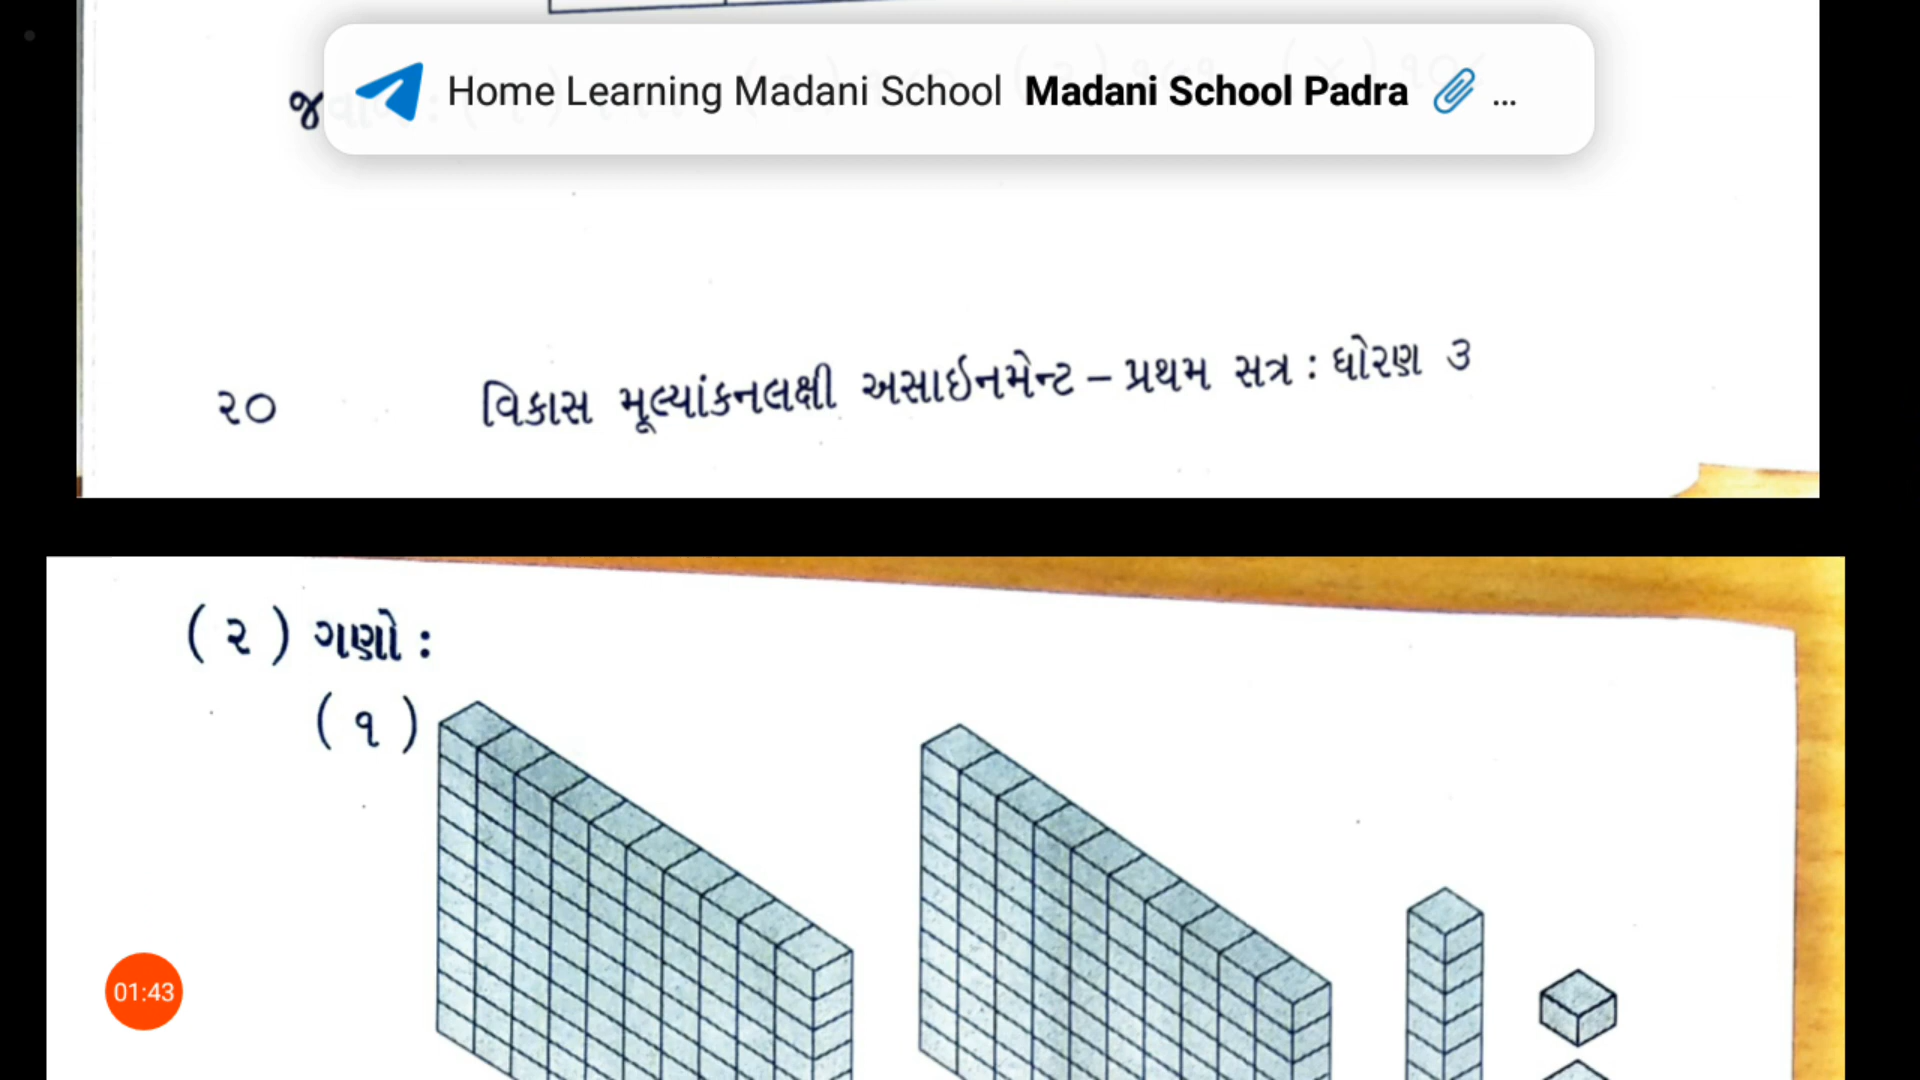 Home Learning Madani School Madani School Padra ...
૨૦ વિકાસ મૂલ્યાંકનલક્ષી અસાઇનમેન્ટ – પ્રથમ સત્ર : ધોરણ ૩
( ૨ ) ગણો :
( ૧ )
01:43